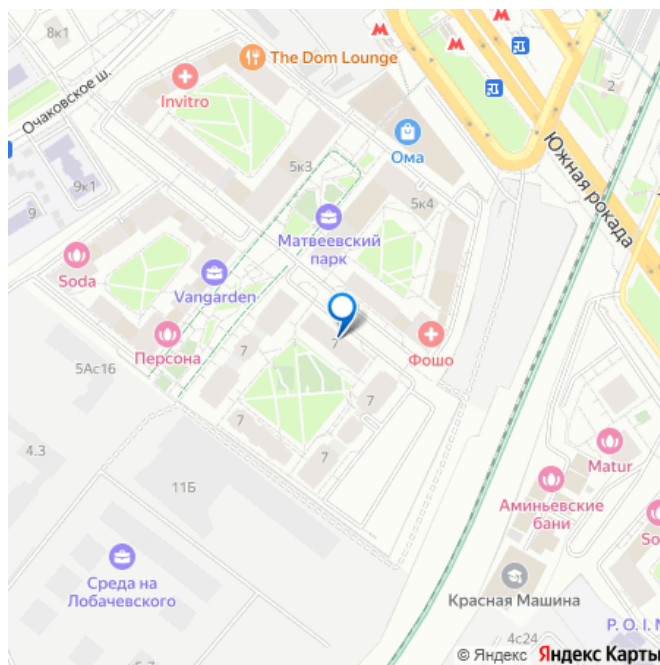 8к1
The Dom Lounge
Invitro
Очаковское ш.
2
Ома
5к3
Южная рокада
9к1
9
5к4
Матвеевский
парк
Soda
Vangarden
Персона
7
7
Фошо
5Ас16
7
7
7
4.3
11Б
Matur
Аминьевские
бани
So
Среда на
Лобачевского
Красная Машина
P. O. I. N
4с24
© Яндекс Яндекс Карты